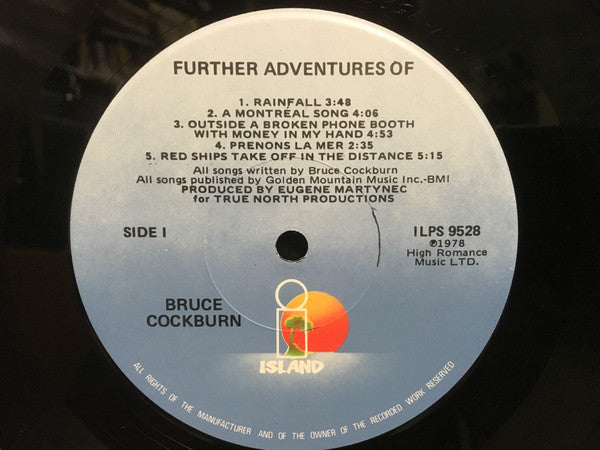 FURTHER ADVENTURES OF
1. RAINFALL 3:48
2. A MONTRÉAL SONG 4:06
3. OUTSIDE A BROKEN PHONE BOOTH
WITH MONEY IN MY HAND 4:53
4. PRENONS LA MER 2:35
5. RED SHIPS TAKE OFF IN THE DISTANCE 5:15
All songs written by Bruce Cockburn
All songs published by Golden Mountain Music Inc.-BMI
PRODUCED BY EUGENE MARTYNEC
for TRUE NORTH PRODUCTIONS
SIDE I
ILPS 9528
℗1978
High Romance
Music LTD.
BRUCE
COCKBURN
ISLAND
ALL RIGHTS OF THE MANUFACTURER AND OF THE OWNER OF THE RECORDED WORK RESERVED